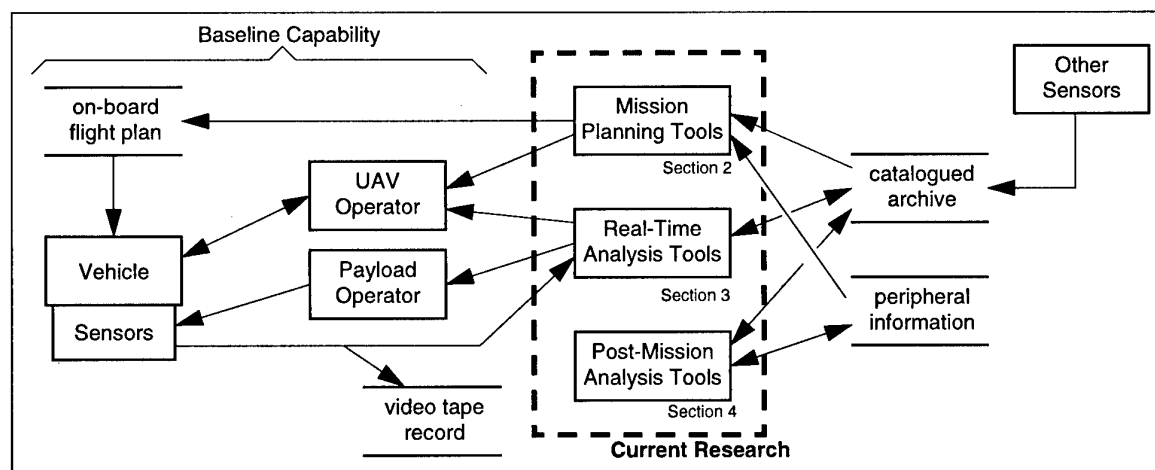 Baseline Capability
on-board
flight plan
Vehicle
Sensors
UAV
Operator
Payload
Operator
video tape
record
Mission
Planning Tools
Section 2
Real-Time
Analysis Tools
Section 3
Post-Mission
Analysis Tools
Section 4
Current Research
Other
Sensors
catalogued
archive
peripheral
information